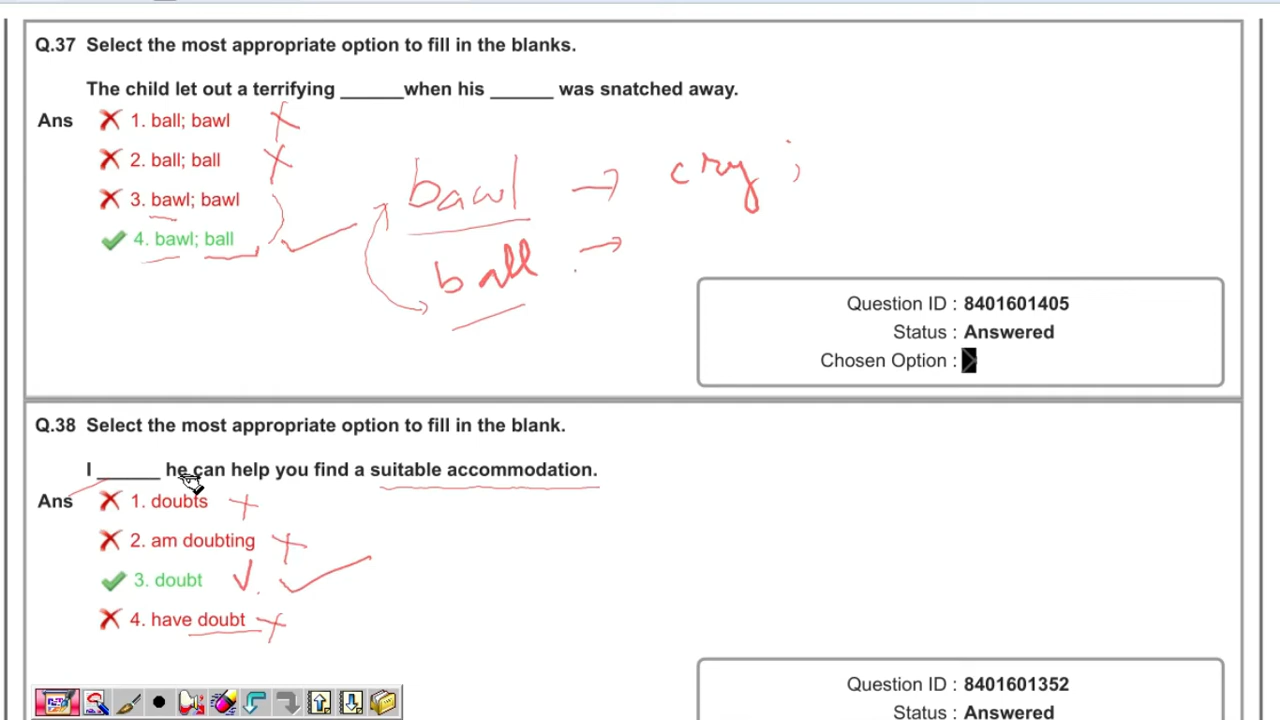 Q.37 Select the most appropriate option to fill in the blanks.
The child let out a terrifying ______when his ______ was snatched away.
Ans 1. ball; bawl
2. ball; ball
3. bawl; bawl
4. bawl; ball
bawl → cry ;
ball →
Question ID : 8401601405
Status : Answered
Chosen Option :
Q.38 Select the most appropriate option to fill in the blank.
I ______ he can help you find a suitable accommodation.
Ans 1. doubts
2. am doubting
3. doubt
4. have doubt
Question ID : 8401601352
Status : Answered